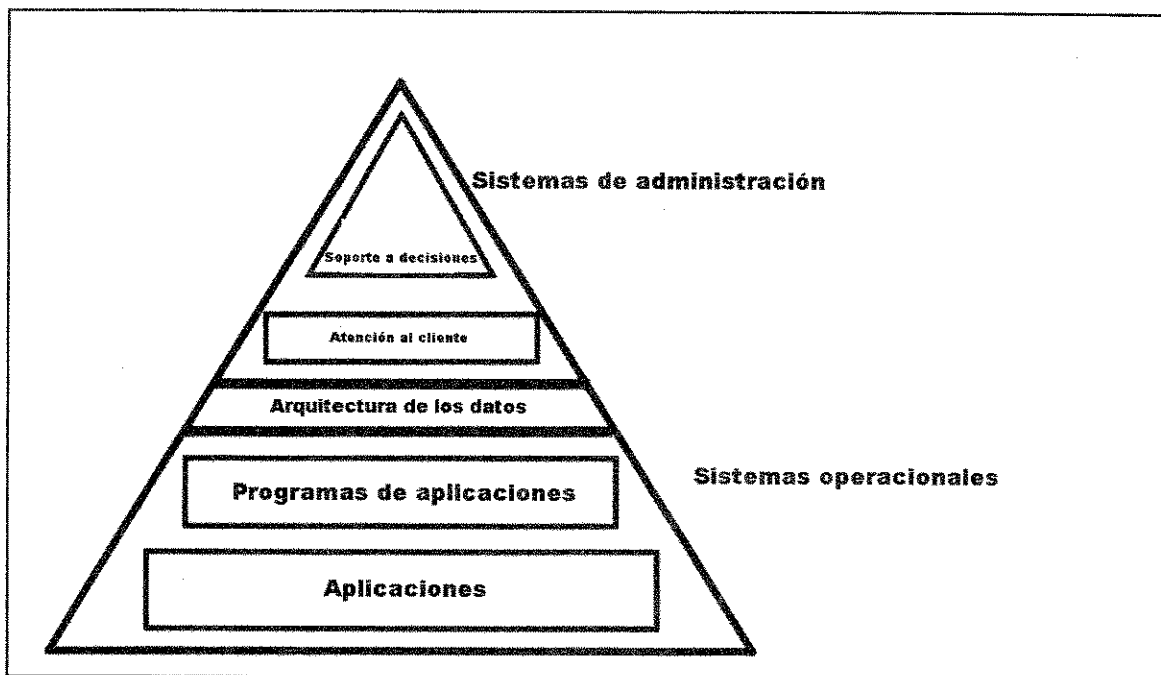 Sistemas de administración
Soporte a decisiones
Atención al cliente
Arquitectura de los datos
Sistemas operacionales
Programas de aplicaciones
Aplicaciones